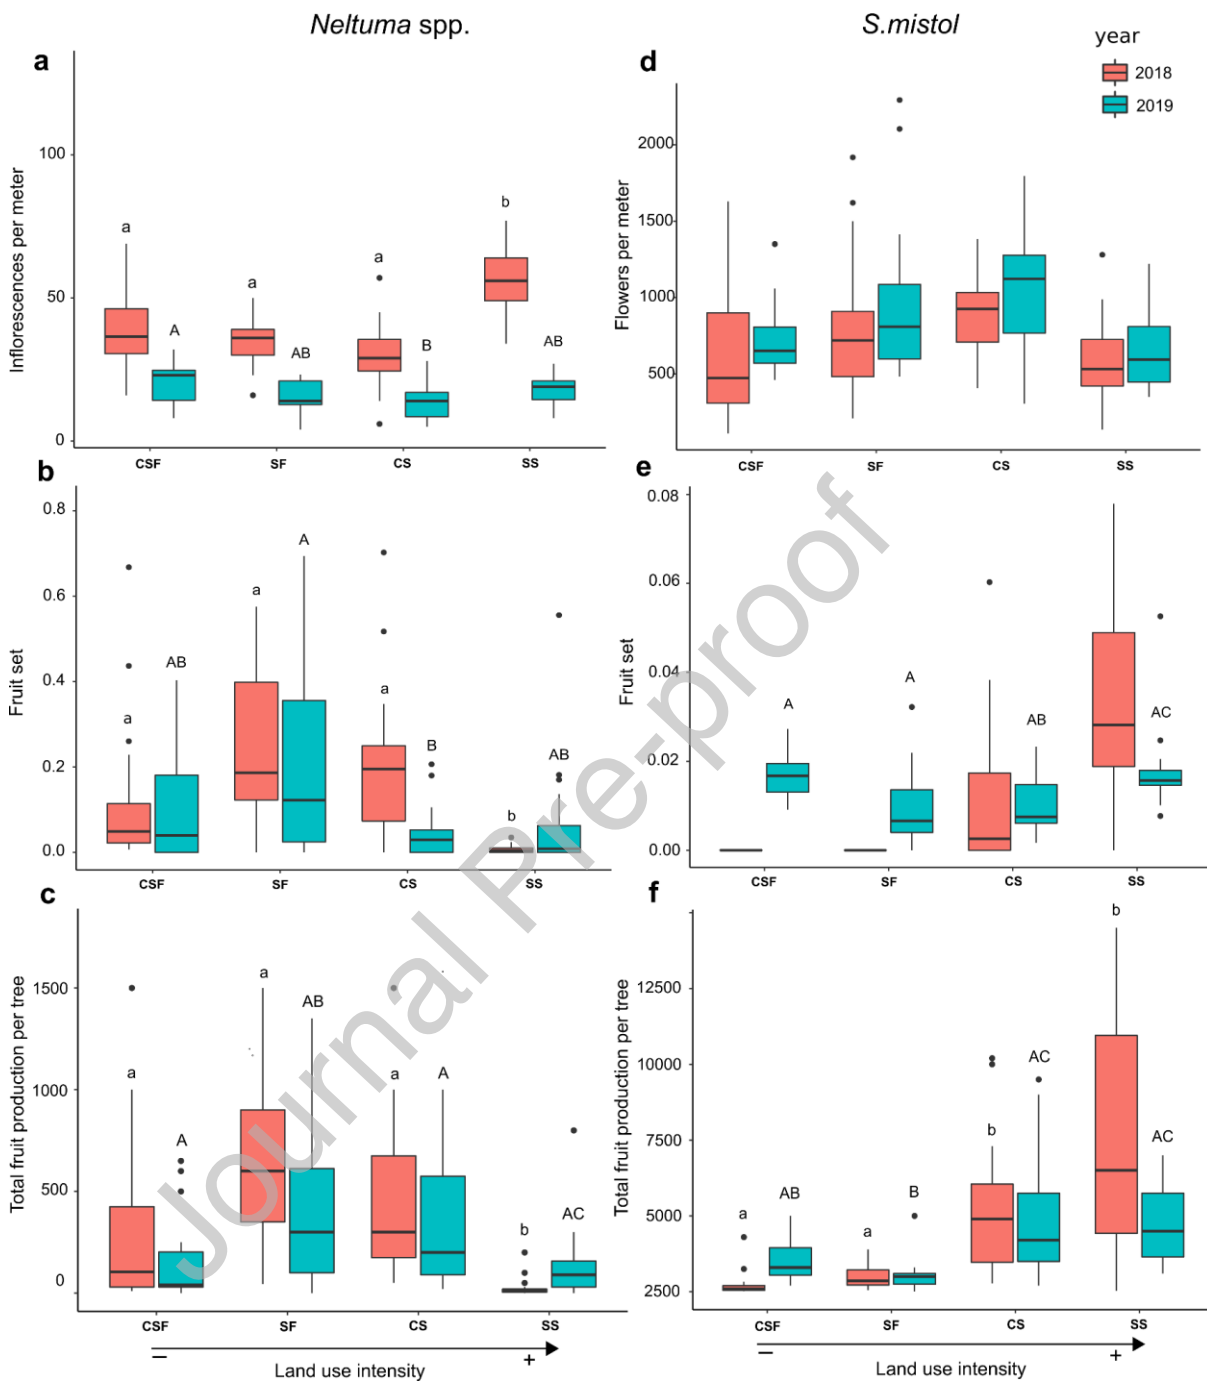 Neltuma spp.
S.mistol
year
2018
2019
a
Inflorescences per meter
100
50
0
a
A
a
AB
a
B
b
AB
CSF
SF
CS
SS
d
Flowers per meter
2000
1500
1000
500
CSF
SF
CS
SS
b
Fruit set
0.8
0.6
0.4
0.2
0.0
a
AB
a
A
a
B
b
AB
CSF
SF
CS
SS
e
Fruit set
0.08
0.06
0.04
0.02
0.00
A
A
AB
AC
CSF
SF
CS
SS
c
Total fruit production per tree
1500
1000
500
0
a
A
a
AB
a
A
b
AC
CSF
SF
CS
SS
− +
Land use intensity
f
Total fruit production per tree
12500
10000
7500
5000
2500
a
AB
a
B
b
AC
b
AC
CSF
SF
CS
SS
− +
Land use intensity
Journal Pre-proof